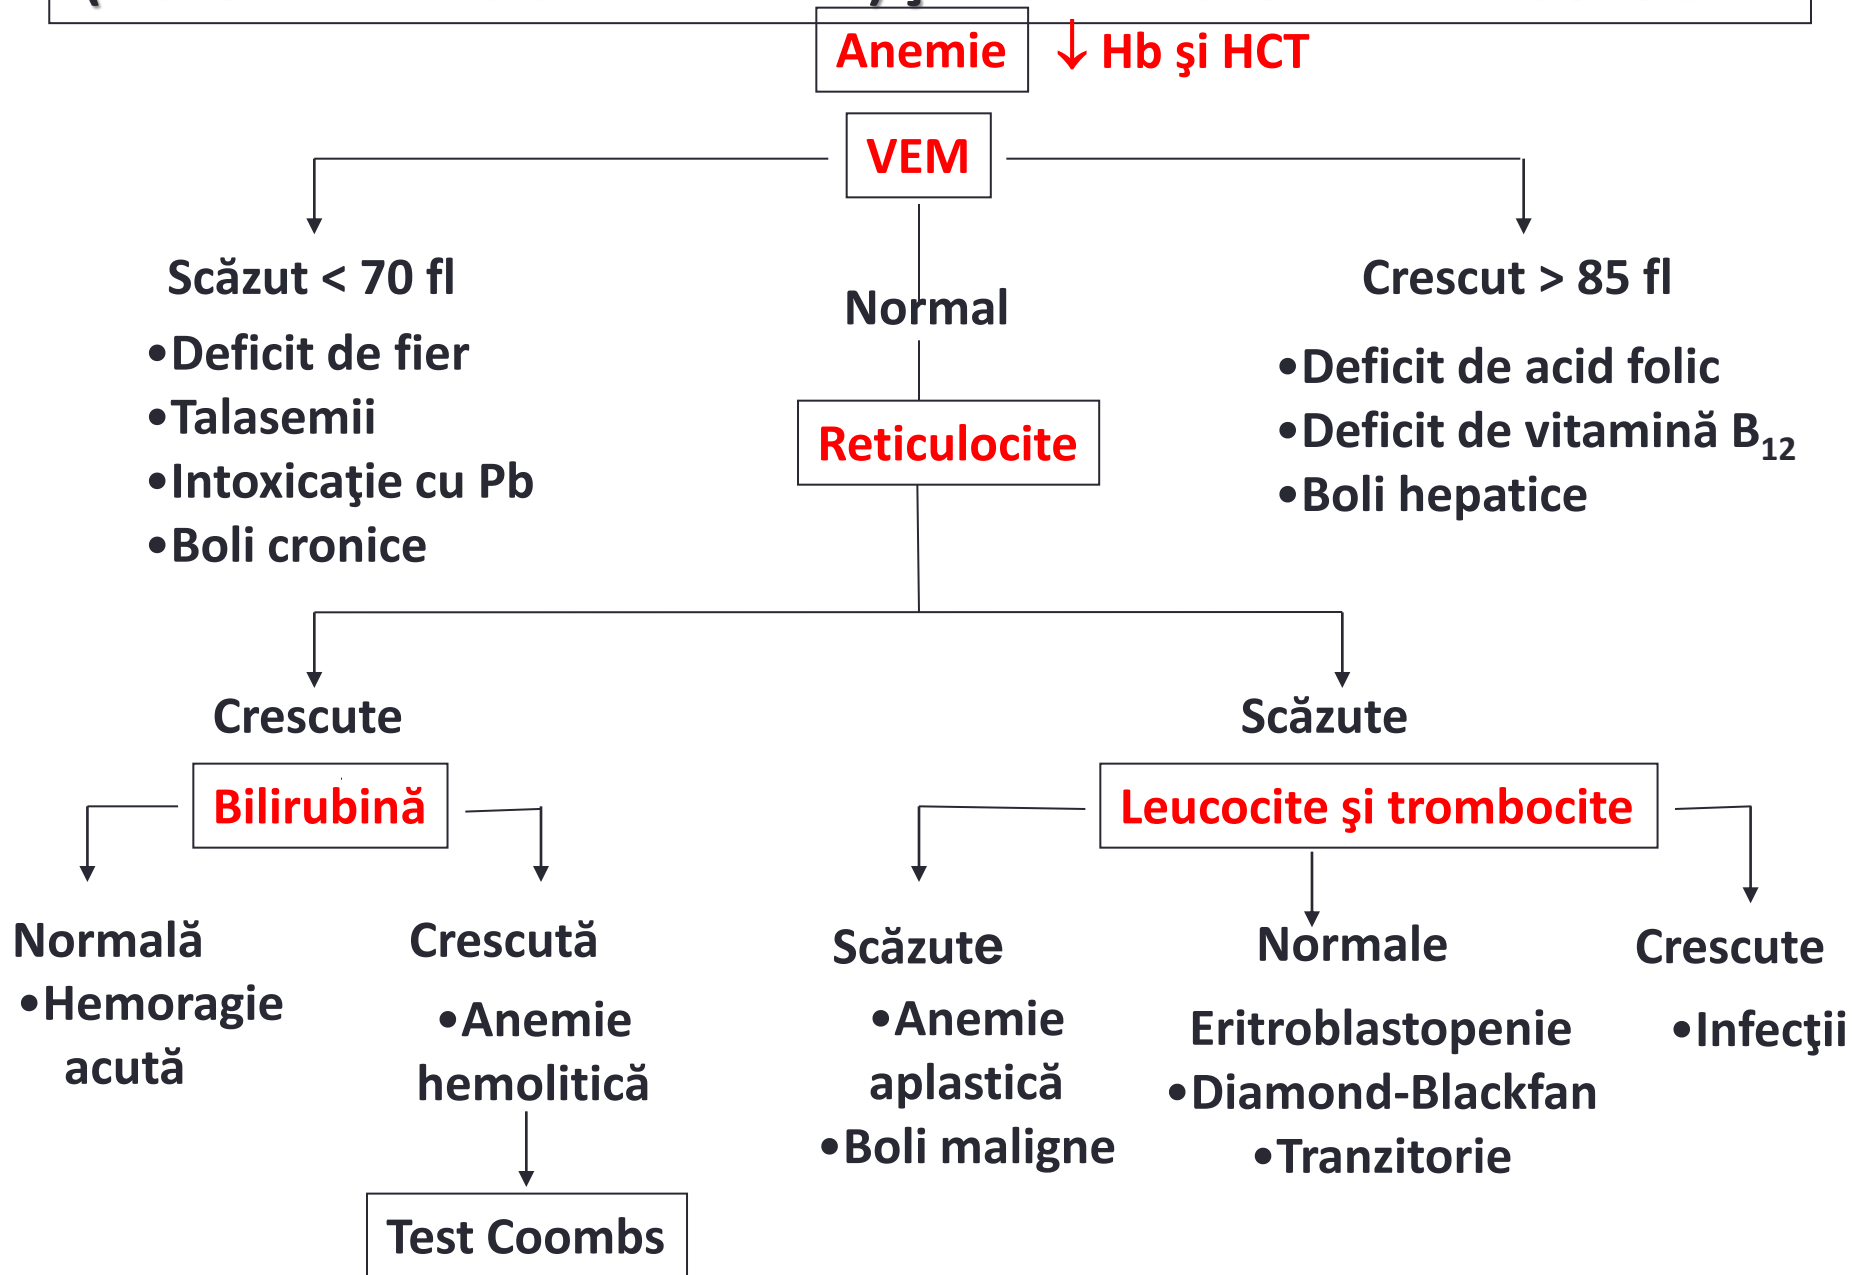 Anemie
↓ Hb şi HCT
VEM
Scăzut < 70 fl
•Deficit de fier
•Talasemii
•Intoxicaţie cu Pb
•Boli cronice
Normal
Crescut > 85 fl
•Deficit de acid folic
•Deficit de vitamină B12
•Boli hepatice
Reticulocite
Crescute
Scăzute
Bilirubină
Leucocite şi trombocite
Normală
•Hemoragie
acută
Crescută
•Anemie
hemolitică
Test Coombs
Scăzute
•Anemie
aplastică
•Boli maligne
Normale
Eritroblastopenie
•Diamond-Blackfan
•Tranzitorie
Crescute
•Infecţii